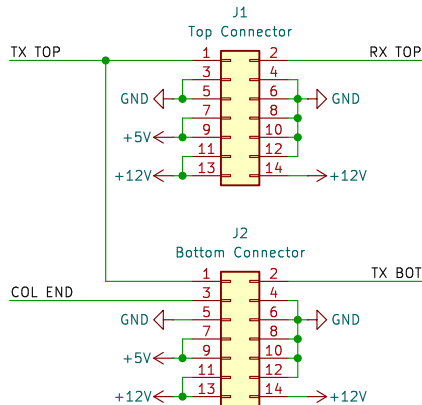 J1
Top Connector
TX TOP 1 2 RX TOP
3 4
GND 5 6 GND
7 8
+5V 9 10
11 12
+12V 13 14 +12V
J2
Bottom Connector
1 2 TX BOT
COL END 3 4
GND 5 6 GND
7 8
+5V 9 10
11 12
+12V 13 14 +12V